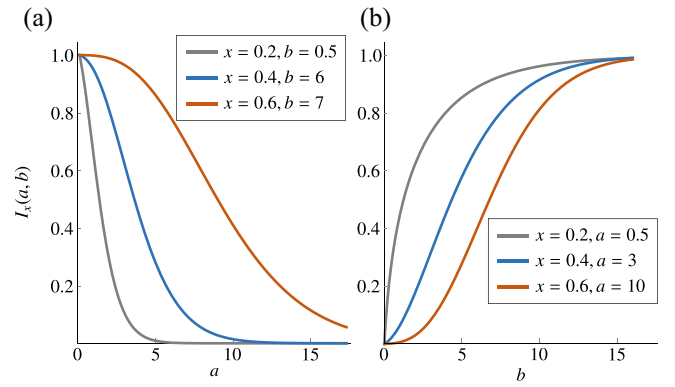 (a)
x = 0.2, b = 0.5
x = 0.4, b = 6
x = 0.6, b = 7
1.0
0.8
0.6
0.4
0.2
I_x(a, b)
0 5 10 15
a
(b)
1.0
0.8
0.6
0.4
0.2
x = 0.2, a = 0.5
x = 0.4, a = 3
x = 0.6, a = 10
0 5 10 15
b